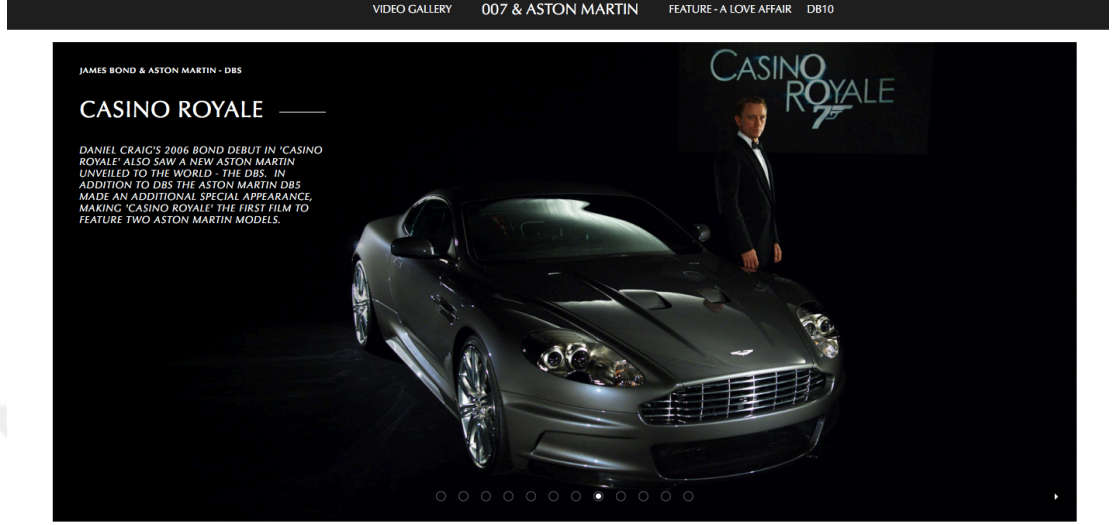 VIDEO GALLERY 007 & ASTON MARTIN FEATURE - A LOVE AFFAIR DB10
JAMES BOND & ASTON MARTIN - DBS
CASINO ROYALE
DANIEL CRAIG'S 2006 BOND DEBUT IN 'CASINO
ROYALE' ALSO SAW A NEW ASTON MARTIN
UNVEILED TO THE WORLD - THE DBS. IN
ADDITION TO DBS THE ASTON MARTIN DB5
MADE AN ADDITIONAL SPECIAL APPEARANCE,
MAKING 'CASINO ROYALE' THE FIRST FILM TO
FEATURE TWO ASTON MARTIN MODELS.
CASINO
ROYALE
7